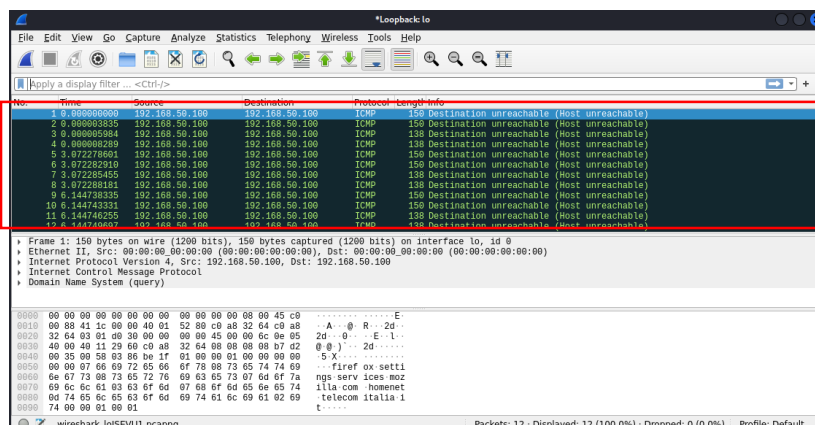 *Loopback: lo
File Edit View Go Capture Analyze Statistics Telephony Wireless Tools Help
Apply a display filter ... <Ctrl-/>
No. Time Source Destination Protocol Length Info
1 0.000000000 192.168.50.100 192.168.50.100 ICMP 150 Destination unreachable (Host unreachable)
2 0.000003835 192.168.50.100 192.168.50.100 ICMP 150 Destination unreachable (Host unreachable)
3 0.000005984 192.168.50.100 192.168.50.100 ICMP 138 Destination unreachable (Host unreachable)
4 0.000008289 192.168.50.100 192.168.50.100 ICMP 138 Destination unreachable (Host unreachable)
5 3.072278601 192.168.50.100 192.168.50.100 ICMP 150 Destination unreachable (Host unreachable)
6 3.072282910 192.168.50.100 192.168.50.100 ICMP 150 Destination unreachable (Host unreachable)
7 3.072285455 192.168.50.100 192.168.50.100 ICMP 138 Destination unreachable (Host unreachable)
8 3.072288181 192.168.50.100 192.168.50.100 ICMP 138 Destination unreachable (Host unreachable)
9 6.144738335 192.168.50.100 192.168.50.100 ICMP 150 Destination unreachable (Host unreachable)
10 6.144743331 192.168.50.100 192.168.50.100 ICMP 150 Destination unreachable (Host unreachable)
11 6.144746255 192.168.50.100 192.168.50.100 ICMP 138 Destination unreachable (Host unreachable)
12 6.144749697 192.168.50.100 192.168.50.100 ICMP 138 Destination unreachable (Host unreachable)
Frame 1: 150 bytes on wire (1200 bits), 150 bytes captured (1200 bits) on interface lo, id 0
Ethernet II, Src: 00:00:00_00:00:00 (00:00:00:00:00:00), Dst: 00:00:00_00:00:00 (00:00:00:00:00:00)
Internet Protocol Version 4, Src: 192.168.50.100, Dst: 192.168.50.100
Internet Control Message Protocol
Domain Name System (query)
0000 00 00 00 00 00 00 00 00 00 00 00 00 08 00 45 c0 ········ ······E·
0010 00 88 41 1c 00 00 40 01 52 80 c0 a8 32 64 c0 a8 ··A···@· R···2d··
0020 32 64 03 01 d0 30 00 00 00 00 45 00 00 6c 0e 05 2d···0·· ··E··l··
0030 40 00 40 11 29 60 c0 a8 32 64 08 08 08 08 b7 d2 @·@·)`·· 2d······
0040 00 35 00 58 03 86 be 1f 01 00 00 01 00 00 00 00 ·5·X···· ········
0050 00 00 07 66 69 72 65 66 6f 78 08 73 65 74 74 69 ···firef ox·setti
0060 6e 67 73 08 73 65 72 76 69 63 65 73 07 6d 6f 7a ngs·serv ices·moz
0070 69 6c 6c 61 03 63 6f 6d 07 68 6f 6d 65 6e 65 74 illa·com ·homenet
0080 0d 74 65 6c 65 63 6f 6d 69 74 61 6c 69 61 02 69 ·telecom italia·i
0090 74 00 00 01 00 01 t·····
wireshark_loJSEVU1.pcapng Packets: 12 · Displayed: 12 (100.0%) · Dropped: 0 (0.0%) Profile: Default